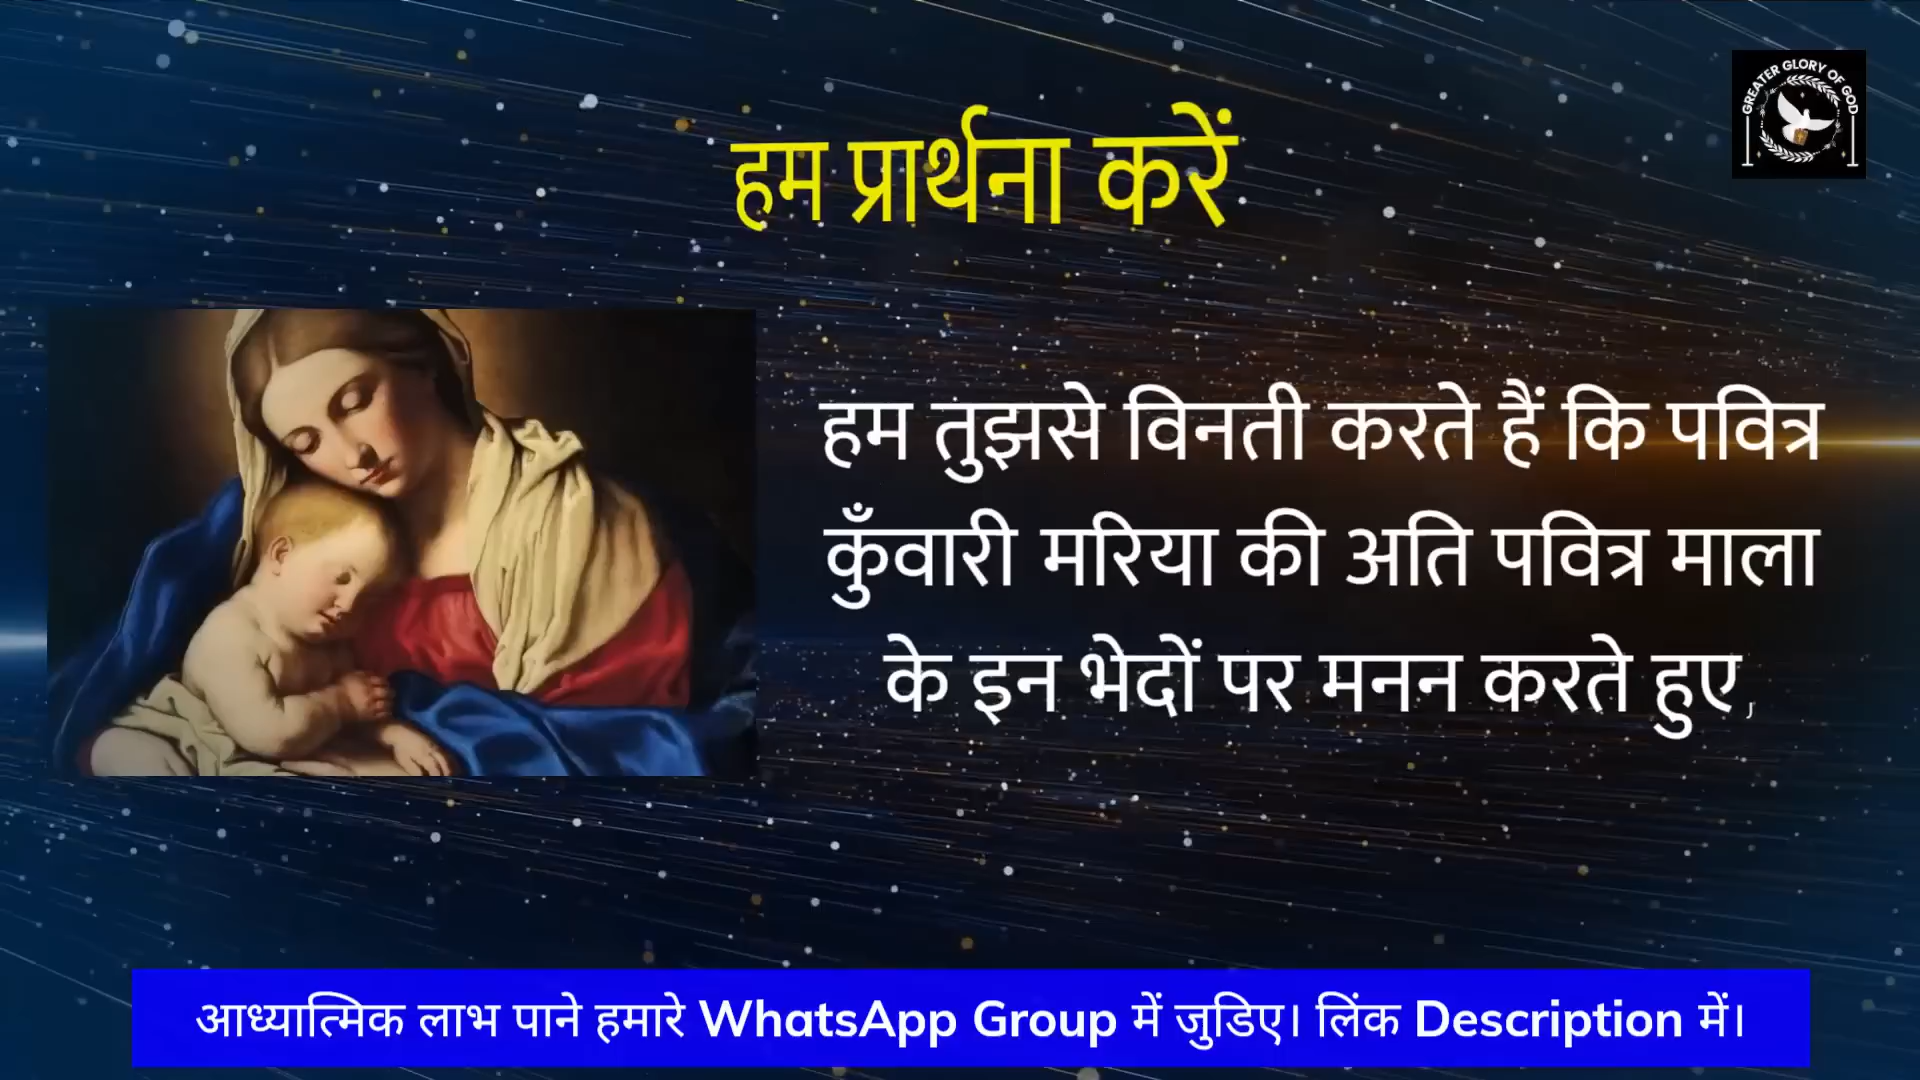 GREATER GLORY OF GOD
हम प्रार्थना करें
हम तुझसे विनती करते हैं कि पवित्र
कुँवारी मरिया की अति पवित्र माला
के इन भेदों पर मनन करते हुए,
आध्यात्मिक लाभ पाने हमारे WhatsApp Group में जुडिए। लिंक Description में।